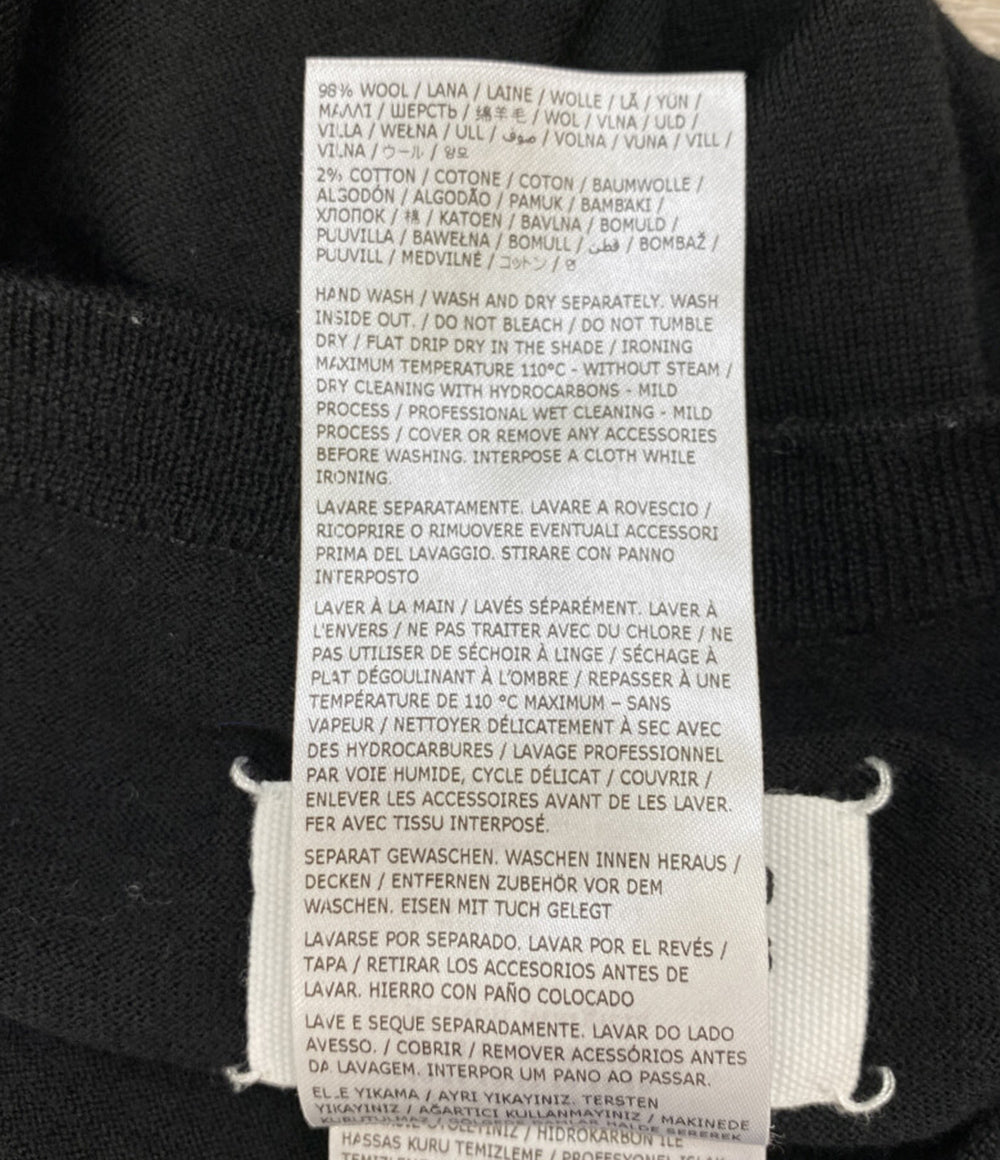 98% WOOL / LANA / LAINE / WOLLE / LÃ / YÜN /
ΜΑΛΛΊ / ШЕРСТЬ / 绵羊毛 / WOL / VLNA / ULD /
VILLA / WEŁNA / ULL / صوف / VOLNA / VUNA / VILL /
VILNA / ウール / 양모
2% COTTON / COTONE / COTON / BAUMWOLLE /
ALGODÓN / ALGODÃO / PAMUK / BAMBAKI /
ХЛОПОК / 棉 / KATOEN / BAVLNA / BOMULD /
PUUVILLA / BAWEŁNA / BOMULL / قطن / BOMBAŽ /
PUUVILL / MEDVILNÉ / コットン / 면
HAND WASH / WASH AND DRY SEPARATELY. WASH
INSIDE OUT. / DO NOT BLEACH / DO NOT TUMBLE
DRY / FLAT DRIP DRY IN THE SHADE / IRONING
MAXIMUM TEMPERATURE 110°C - WITHOUT STEAM /
DRY CLEANING WITH HYDROCARBONS - MILD
PROCESS / PROFESSIONAL WET CLEANING - MILD
PROCESS / COVER OR REMOVE ANY ACCESSORIES
BEFORE WASHING. INTERPOSE A CLOTH WHILE
IRONING.
LAVARE SEPARATAMENTE. LAVARE A ROVESCIO /
RICOPRIRE O RIMUOVERE EVENTUALI ACCESSORI
PRIMA DEL LAVAGGIO. STIRARE CON PANNO
INTERPOSTO
LAVER À LA MAIN / LAVÉS SÉPARÉMENT. LAVER À
L'ENVERS / NE PAS TRAITER AVEC DU CHLORE / NE
PAS UTILISER DE SÉCHOIR À LINGE / SÉCHAGE À
PLAT DÉGOULINANT À L'OMBRE / REPASSER À UNE
TEMPÉRATURE DE 110 °C MAXIMUM – SANS
VAPEUR / NETTOYER DÉLICATEMENT À SEC AVEC
DES HYDROCARBURES / LAVAGE PROFESSIONNEL
PAR VOIE HUMIDE, CYCLE DÉLICAT / COUVRIR /
ENLEVER LES ACCESSOIRES AVANT DE LES LAVER.
FER AVEC TISSU INTERPOSÉ.
SEPARAT GEWASCHEN. WASCHEN INNEN HERAUS /
DECKEN / ENTFERNEN ZUBEHÖR VOR DEM
WASCHEN. EISEN MIT TUCH GELEGT
LAVARSE POR SEPARADO. LAVAR POR EL REVÉS /
TAPA / RETIRAR LOS ACCESORIOS ANTES DE
LAVAR. HIERRO CON PAÑO COLOCADO
LAVE E SEQUE SEPARADAMENTE. LAVAR DO LADO
AVESSO. / COBRIR / REMOVER ACESSÓRIOS ANTES
DA LAVAGEM. INTERPOR UM PANO AO PASSAR.
ELLE YIKAMA / AYRI YIKAYINIZ. TERSTEN
YIKAYINIZ / AĞARTICI KULLANMAYINIZ / MAKINEDE
HALDE SEREREK
HIDROKARBON ILE
HASSAS KURU TEMIZLEME / PROFESYONEL
TEMIZLEME